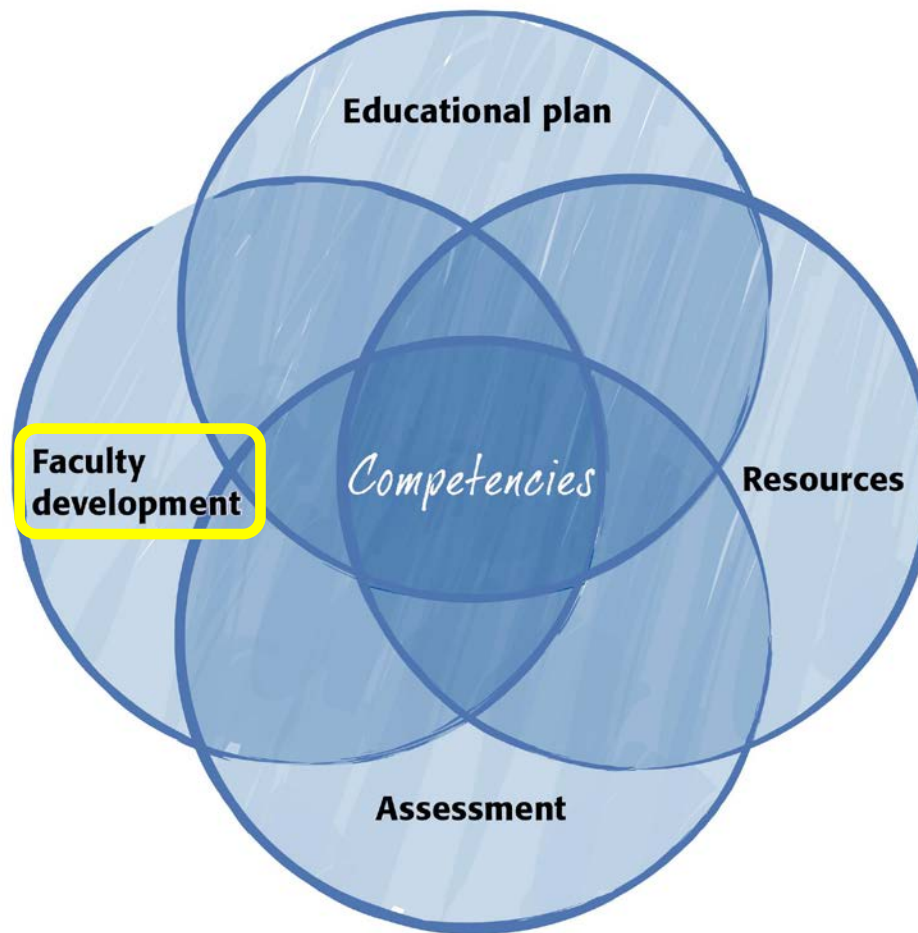 Educational plan
Faculty
development
Competencies
Resources
Assessment